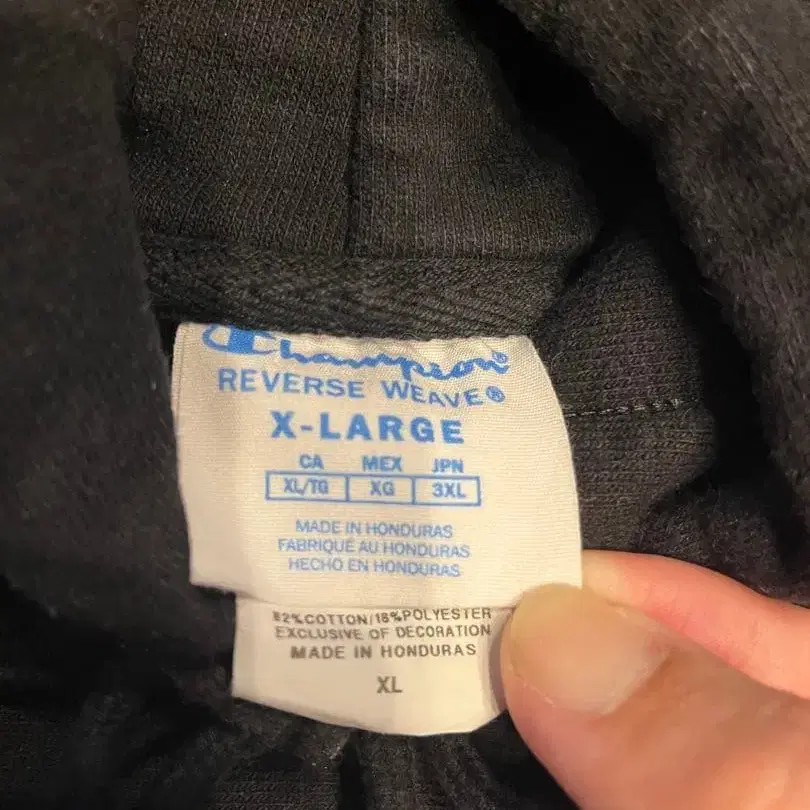 Champion®
REVERSE WEAVE®
X-LARGE
CA MEX JPN
XL/TG XG 3XL
MADE IN HONDURAS
FABRIQUÉ AU HONDURAS
HECHO EN HONDURAS
82%COTTON/18%POLYESTER
EXCLUSIVE OF DECORATION
MADE IN HONDURAS
XL